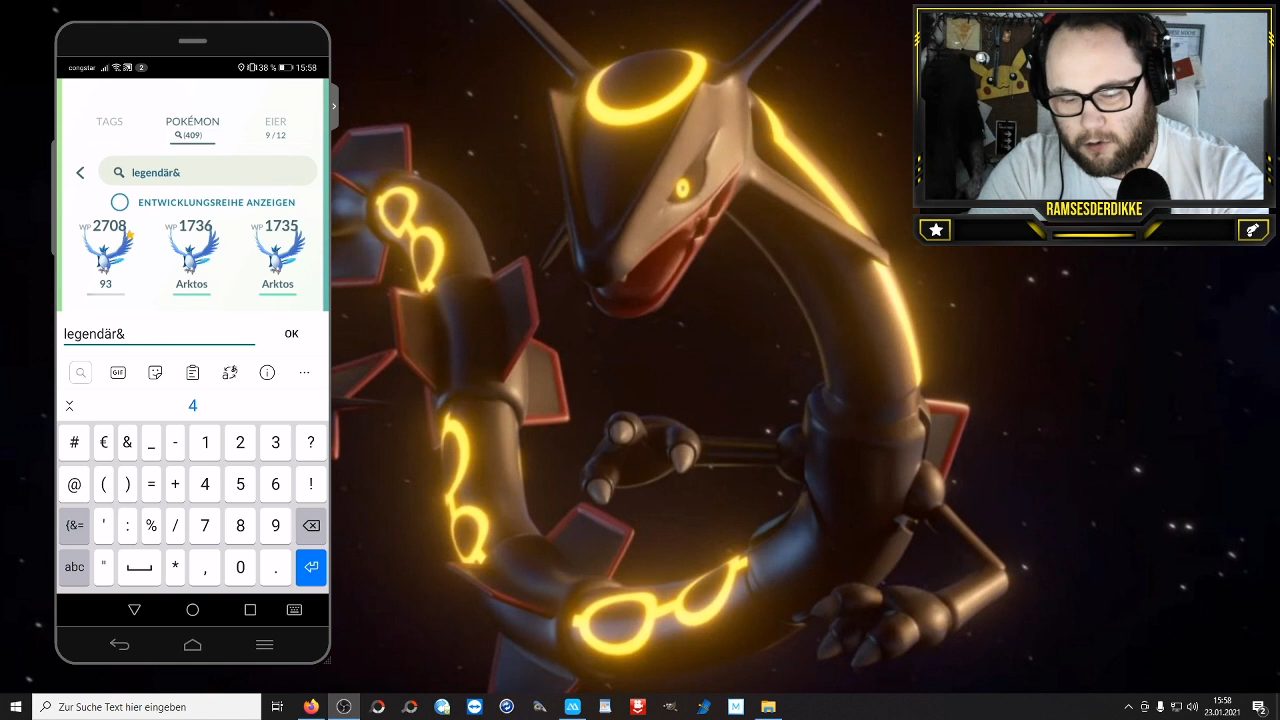 congstar 2 38 % 15:58
TAGS POKÉMON EIER
(409) 9 / 12
legendär&
ENTWICKLUNGSREIHE ANZEIGEN
WP 2708 WP 1736 WP 1735
93 Arktos Arktos
legendär& OK
GIF
4
# € & _ - 1 2 3 ?
@ ( ) = + 4 5 6 !
{&= ' : % / 7 8 9
abc " * , 0 .
RAMSESDERDIKKE
Zur Suche Text hier eingeben
M
15:58
23.01.2021
2